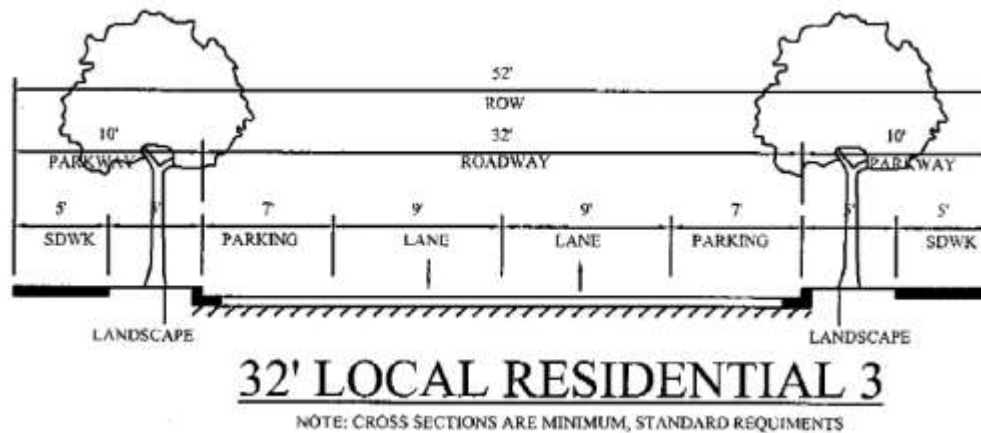 52'
ROW
10' 32' 10'
PARKWAY ROADWAY PARKWAY
5' 5' 7' 9' 9' 7' 5' 5'
SDWK PARKING LANE LANE PARKING SDWK
LANDSCAPE LANDSCAPE
32' LOCAL RESIDENTIAL 3
NOTE: CROSS SECTIONS ARE MINIMUM, STANDARD REQUIMENTS